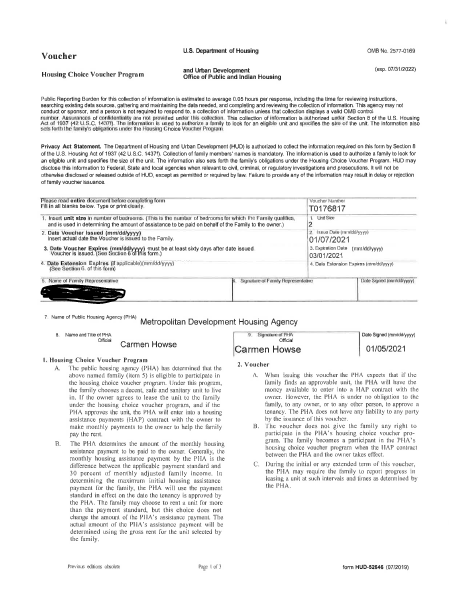 U.S. Department of Housing
OMB No. 2577-0169
Voucher
(exp. 07/31/2022)
Housing Choice Voucher Program
and Urban Development
Office of Public and Indian Housing
Public Reporting Burden for this collection of information is estimated to average 0.05 hours per response, including the time for reviewing instructions,
searching existing data sources, gathering and maintaining the data needed, and completing and reviewing the collection of information. This agency may not
conduct or sponsor, and a person is not required to respond to, a collection of information unless that collection displays a valid OMB control
number. Assurances of confidentiality are not provided under this collection. This collection of information is authorized under Section 8 of the U.S. Housing
Act of 1937 (42 U.S.C. 1437f). The information is used to authorize a family to look for an eligible unit and specifies the size of the unit. The information also
sets forth the family's obligations under the Housing Choice Voucher Program.
Privacy Act Statement. The Department of Housing and Urban Development (HUD) is authorized to collect the information required on this form by Section 8
of the U.S. Housing Act of 1937 (42 U.S.C. 1437f). Collection of family members' names is mandatory. The information is used to authorize a family to look for
an eligible unit and specifies the size of the unit. The information also sets forth the family's obligations under the Housing Choice Voucher Program. HUD may
disclose this information to Federal, State and local agencies when relevant to civil, criminal, or regulatory investigations and prosecutions. It will not be
otherwise disclosed or released outside of HUD, except as permitted or required by law. Failure to provide any of the information may result in delay or rejection
of family voucher issuance.
Please read entire document before completing form
Fill in all blanks below. Type or print clearly.
Voucher Number
T0176817
1. Insert unit size in number of bedrooms. (This is the number of bedrooms for which the Family qualifies,
and is used in determining the amount of assistance to be paid on behalf of the Family to the owner.)
1. Unit Size
2
2. Date Voucher Issued (mm/dd/yyyy)
Insert actual date the Voucher is issued to the Family.
2. Issue Date (mm/dd/yyyy)
01/07/2021
3. Date Voucher Expires (mm/dd/yyyy) must be at least sixty days after date issued
Voucher is issued. (See Section 6 of this form.)
3. Expiration Date (mm/dd/yyyy)
03/01/2021
4. Date Extension Expires (if applicable)(mm/dd/yyyy)
(See Section 6. of this form)
4. Date Extension Expires (mm/dd/yyyy)
5. Name of Family Representative
6. Signature of Family Representative
Date Signed (mm/dd/yyyy)
7. Name of Public Housing Agency (PHA)
Metropolitan Development Housing Agency
8. Name and Title of PHA Official
Carmen Howse
9. Signature of PHA Official
Carmen Howse
Date Signed (mm/dd/yyyy)
01/05/2021
1. Housing Choice Voucher Program
A. The public housing agency (PHA) has determined that the
above named family (item 5) is eligible to participate in
the housing choice voucher program. Under this program,
the family chooses a decent, safe and sanitary unit to live
in. If the owner agrees to lease the unit to the family
under the housing choice voucher program, and if the
PHA approves the unit, the PHA will enter into a housing
assistance payments (HAP) contract with the owner to
make monthly payments to the owner to help the family
pay the rent.
B. The PHA determines the amount of the monthly housing
assistance payment to be paid to the owner. Generally, the
monthly housing assistance payment by the PHA is the
difference between the applicable payment standard and
30 percent of monthly adjusted family income. In
determining the maximum initial housing assistance
payment for the family, the PHA will use the payment
standard in effect on the date the tenancy is approved by
the PHA. The family may choose to rent a unit for more
than the payment standard, but this choice does not
change the amount of the PHA's assistance payment. The
actual amount of the PHA's assistance payment will be
determined using the gross rent for the unit selected by
the family.
2. Voucher
A. When issuing this voucher the PHA expects that if the
family finds an approvable unit, the PHA will have the
money available to enter into a HAP contract with the
owner. However, the PHA is under no obligation to the
family, to any owner, or to any other person, to approve a
tenancy. The PHA does not have any liability to any party
by the issuance of this voucher.
B. The voucher does not give the family any right to
participate in the PHA's housing choice voucher pro-
gram. The family becomes a participant in the PHA's
housing choice voucher program when the HAP contract
between the PHA and the owner takes effect.
C. During the initial or any extended term of this voucher,
the PHA may require the family to report progress in
leasing a unit at such intervals and times as determined by
the PHA.
Previous editions obsolete
Page 1 of 3
form HUD-52646 (07/2019)